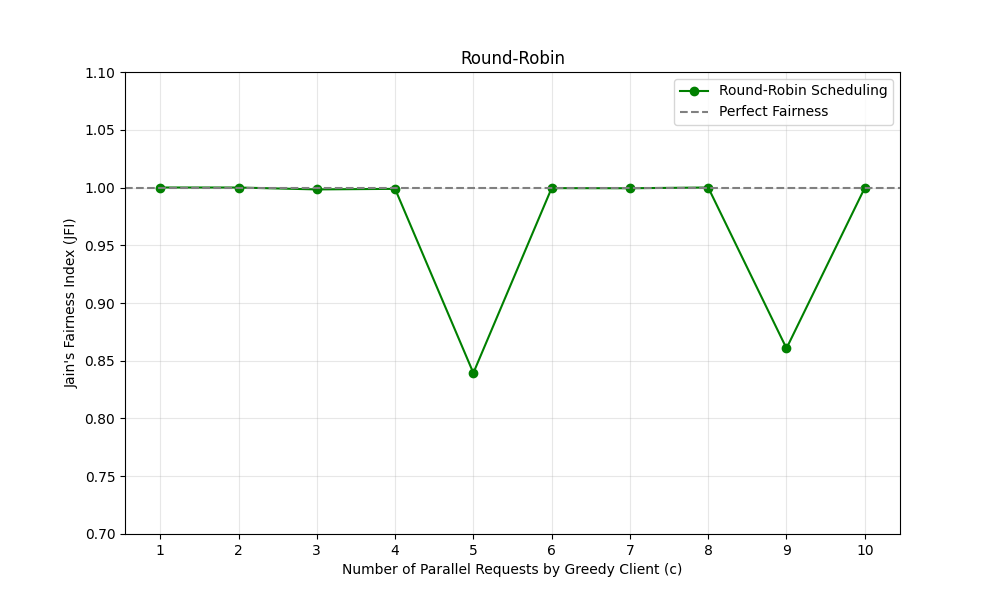 Round-Robin
1.10
1.05
1.00
0.95
0.90
0.85
0.80
0.75
0.70
Jain's Fairness Index (JFI)
Round-Robin Scheduling
Perfect Fairness
1 2 3 4 5 6 7 8 9 10
Number of Parallel Requests by Greedy Client (c)